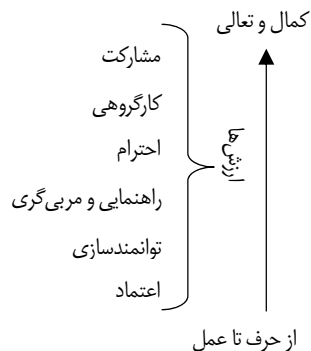 کمال و تعالی
مشارکت
کارگروهی
احترام
ارزش‌ها
راهنمایی و مربی‌گری
توانمندسازی
اعتماد
از حرف تا عمل